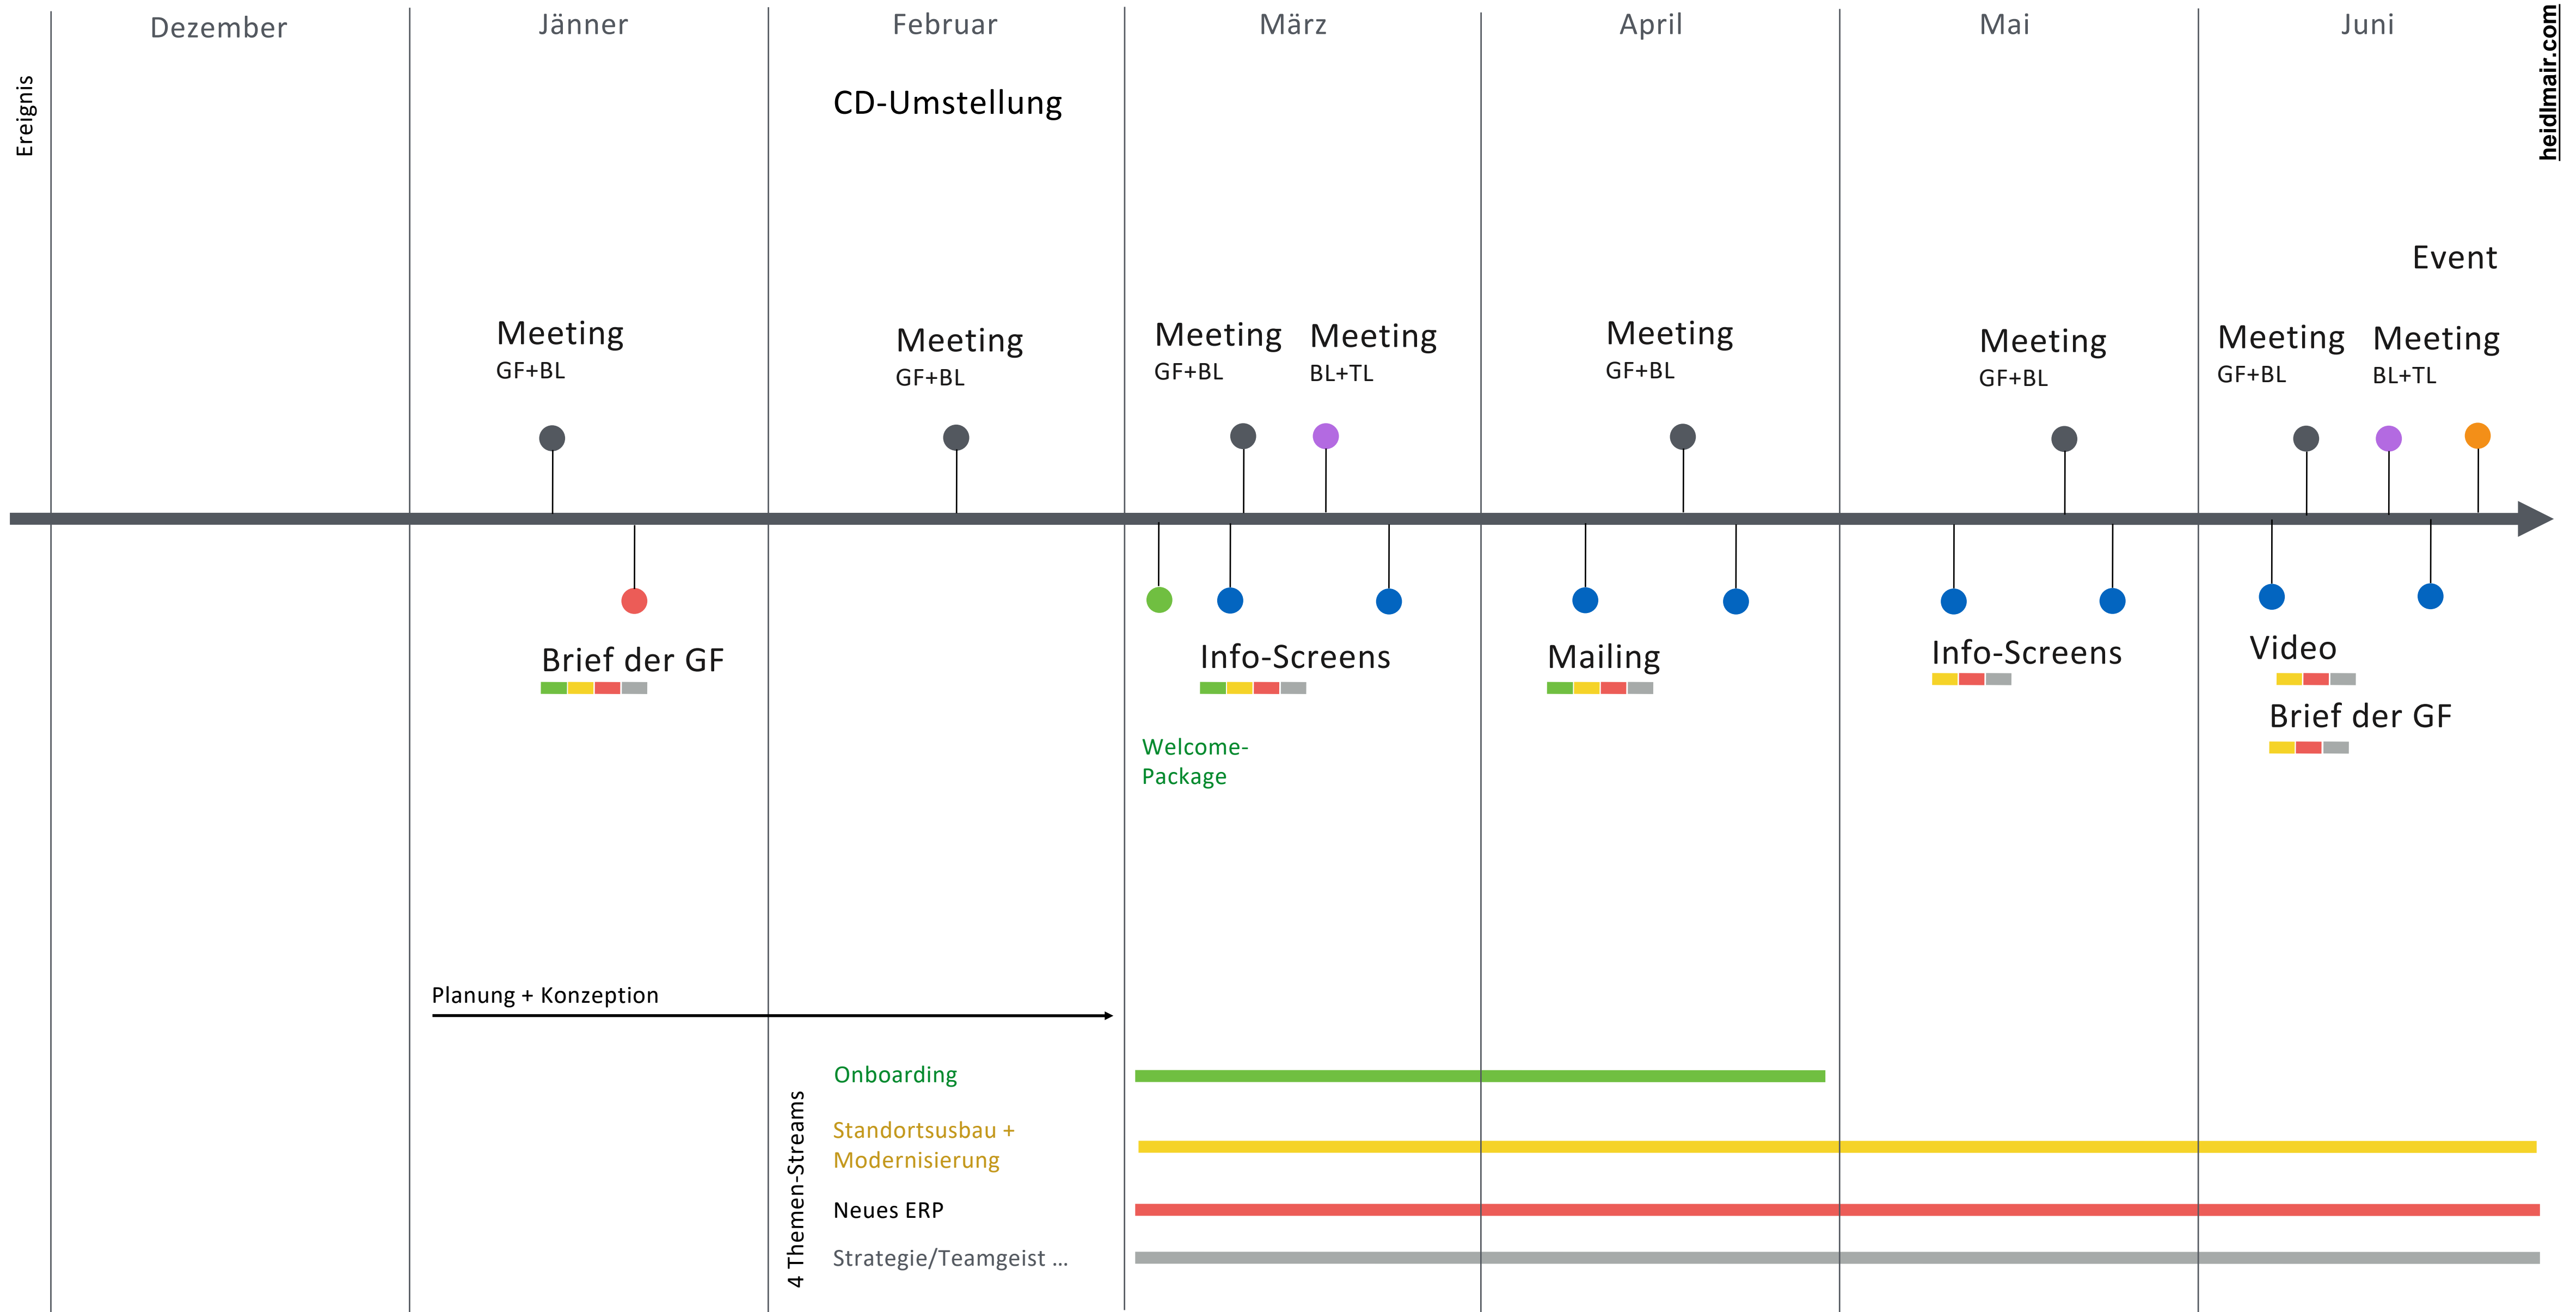 Dezember
Jänner
Februar
März
April
Mai
Juni
heidlmair.com
Ereignis
CD-Umstellung
Event
Meeting
GF+BL
Meeting
GF+BL
Meeting
GF+BL
Meeting
BL+TL
Meeting
GF+BL
Meeting
GF+BL
Meeting
GF+BL
Meeting
BL+TL
Brief der GF
Info-Screens
Mailing
Info-Screens
Video
Brief der GF
Welcome-
Package
Planung + Konzeption
4 Themen-Streams
Onboarding
Standortsusbau +
Modernisierung
Neues ERP
Strategie/Teamgeist ...